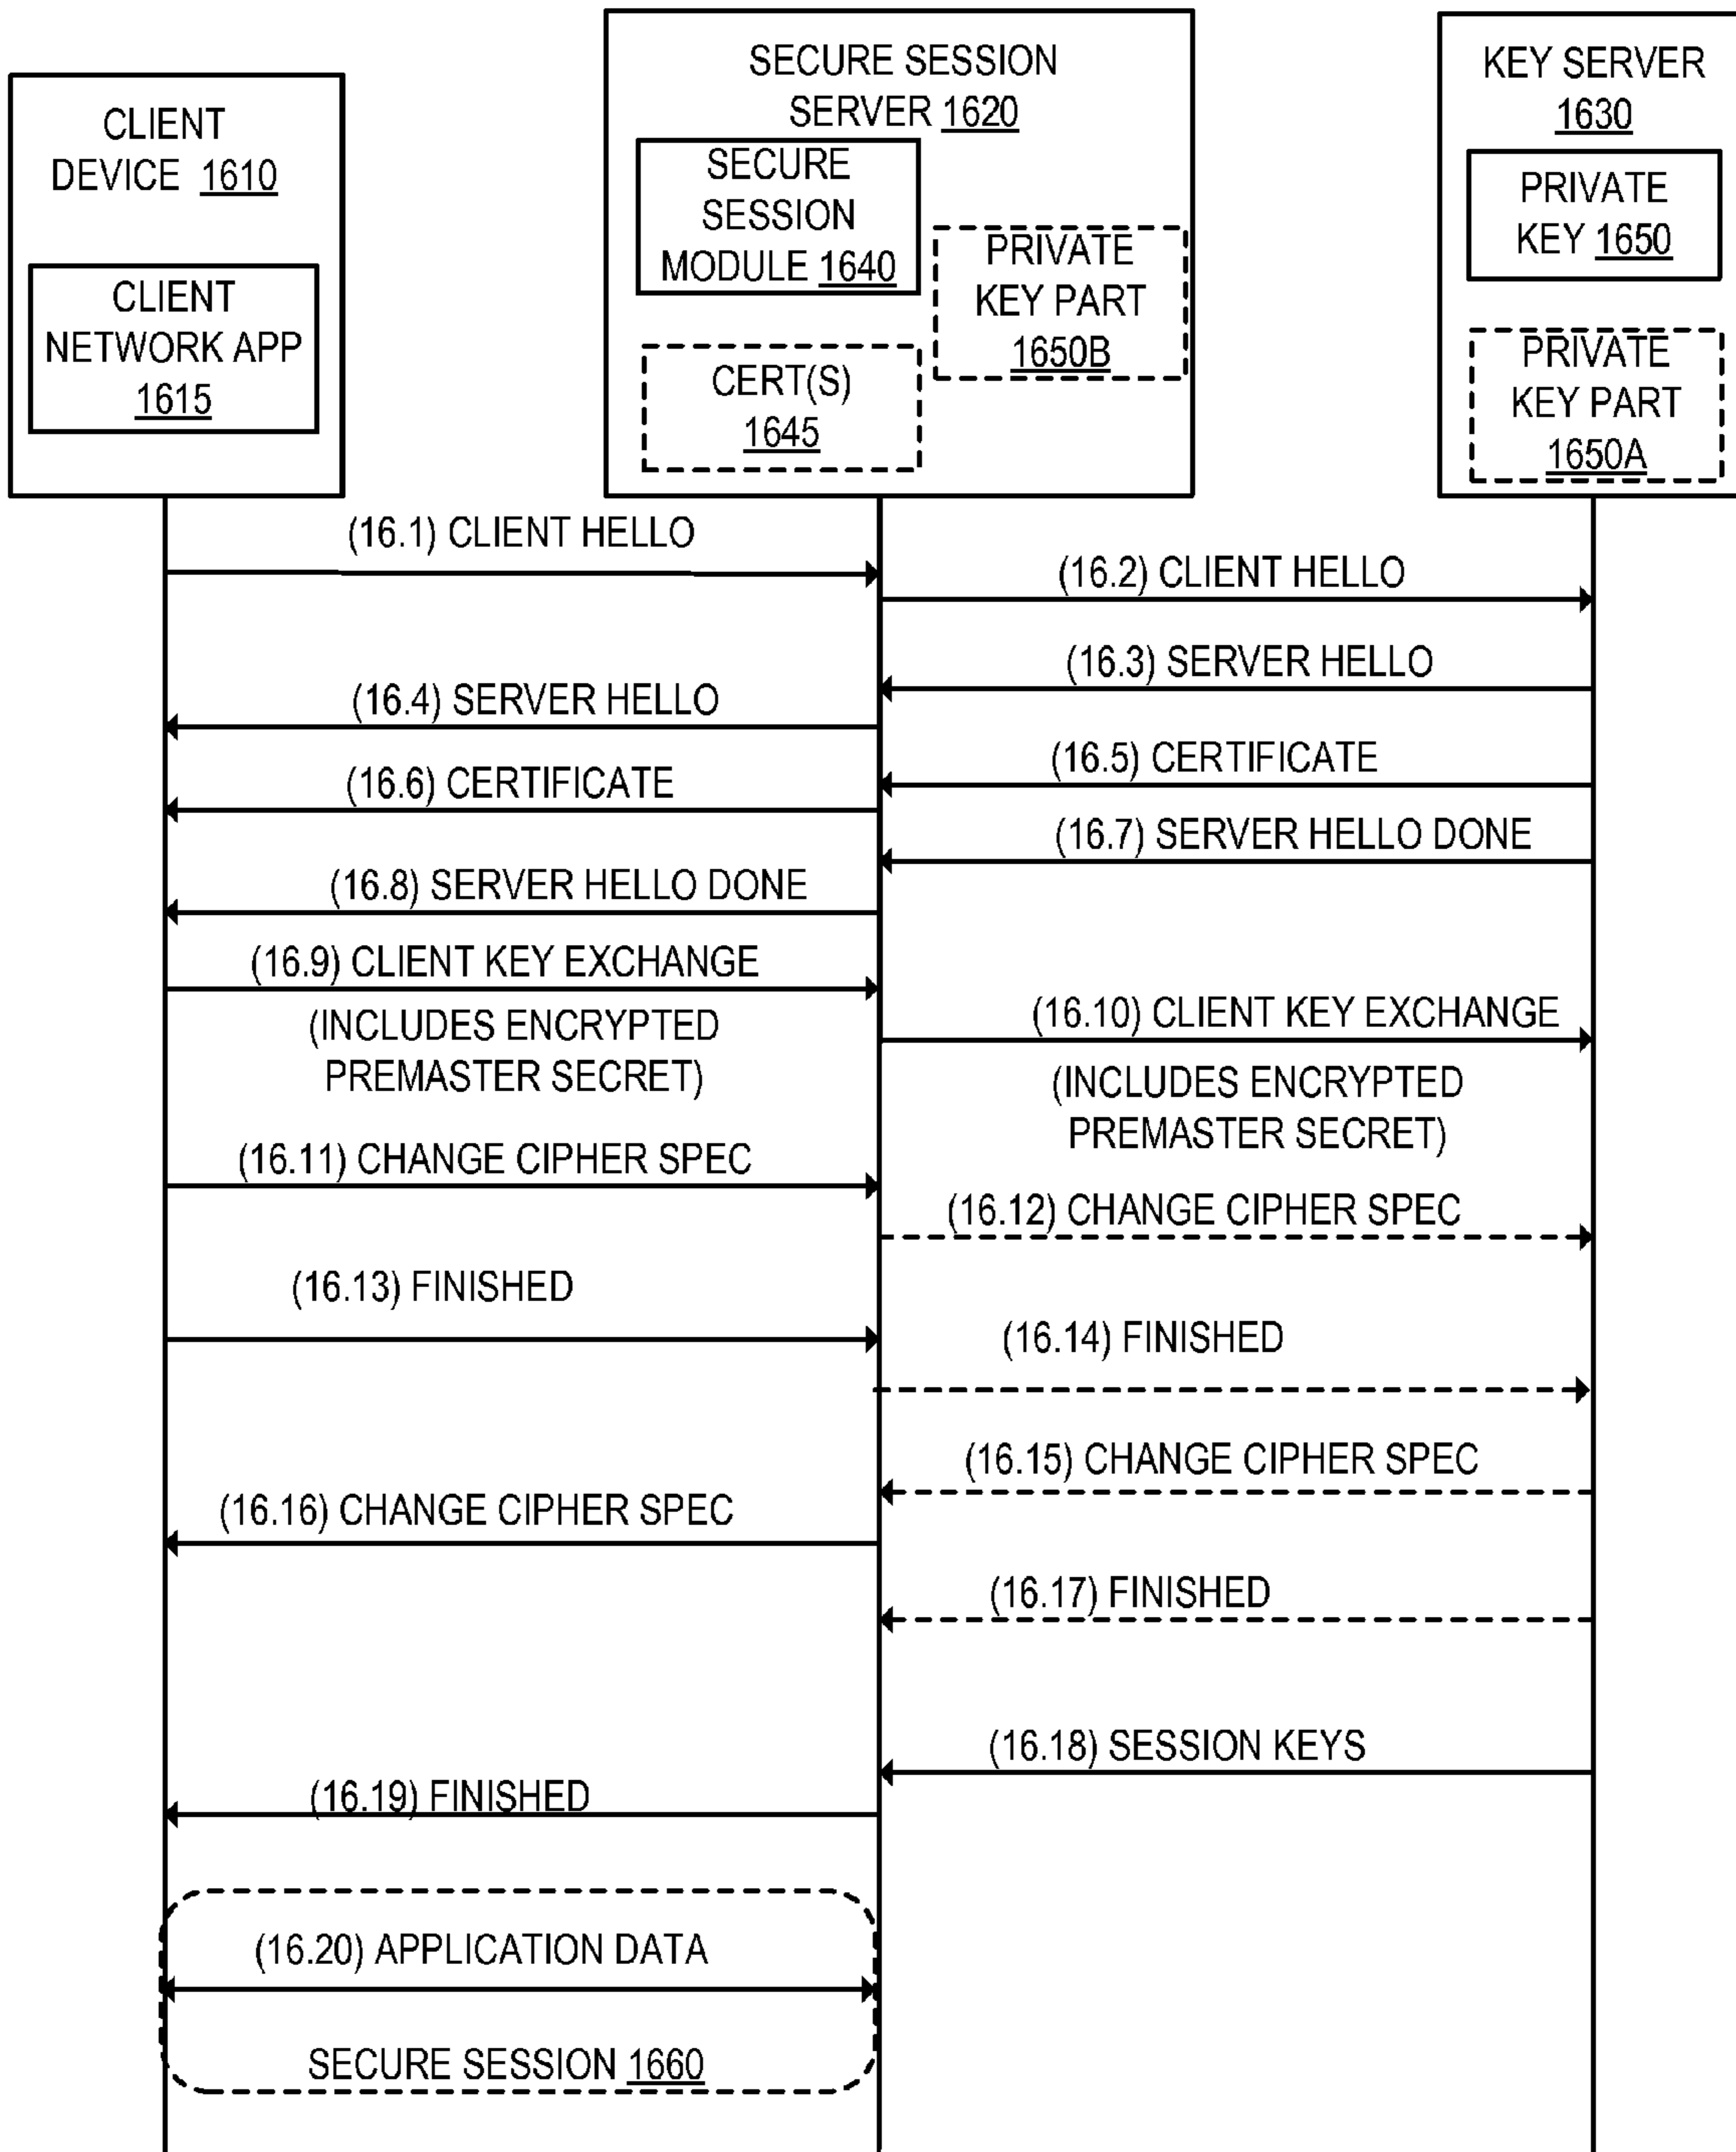 CLIENT
DEVICE 1610
CLIENT
NETWORK APP
1615
SECURE SESSION
SERVER 1620
SECURE
SESSION
MODULE 1640
PRIVATE
KEY PART
1650B
CERT(S)
1645
KEY SERVER
1630
PRIVATE
KEY 1650
PRIVATE
KEY PART
1650A
(16.1) CLIENT HELLO
(16.2) CLIENT HELLO
(16.3) SERVER HELLO
(16.4) SERVER HELLO
(16.5) CERTIFICATE
(16.6) CERTIFICATE
(16.7) SERVER HELLO DONE
(16.8) SERVER HELLO DONE
(16.9) CLIENT KEY EXCHANGE
(INCLUDES ENCRYPTED
PREMASTER SECRET)
(16.10) CLIENT KEY EXCHANGE
(INCLUDES ENCRYPTED
PREMASTER SECRET)
(16.11) CHANGE CIPHER SPEC
(16.12) CHANGE CIPHER SPEC
(16.13) FINISHED
(16.14) FINISHED
(16.15) CHANGE CIPHER SPEC
(16.16) CHANGE CIPHER SPEC
(16.17) FINISHED
(16.18) SESSION KEYS
(16.19) FINISHED
(16.20) APPLICATION DATA
SECURE SESSION 1660